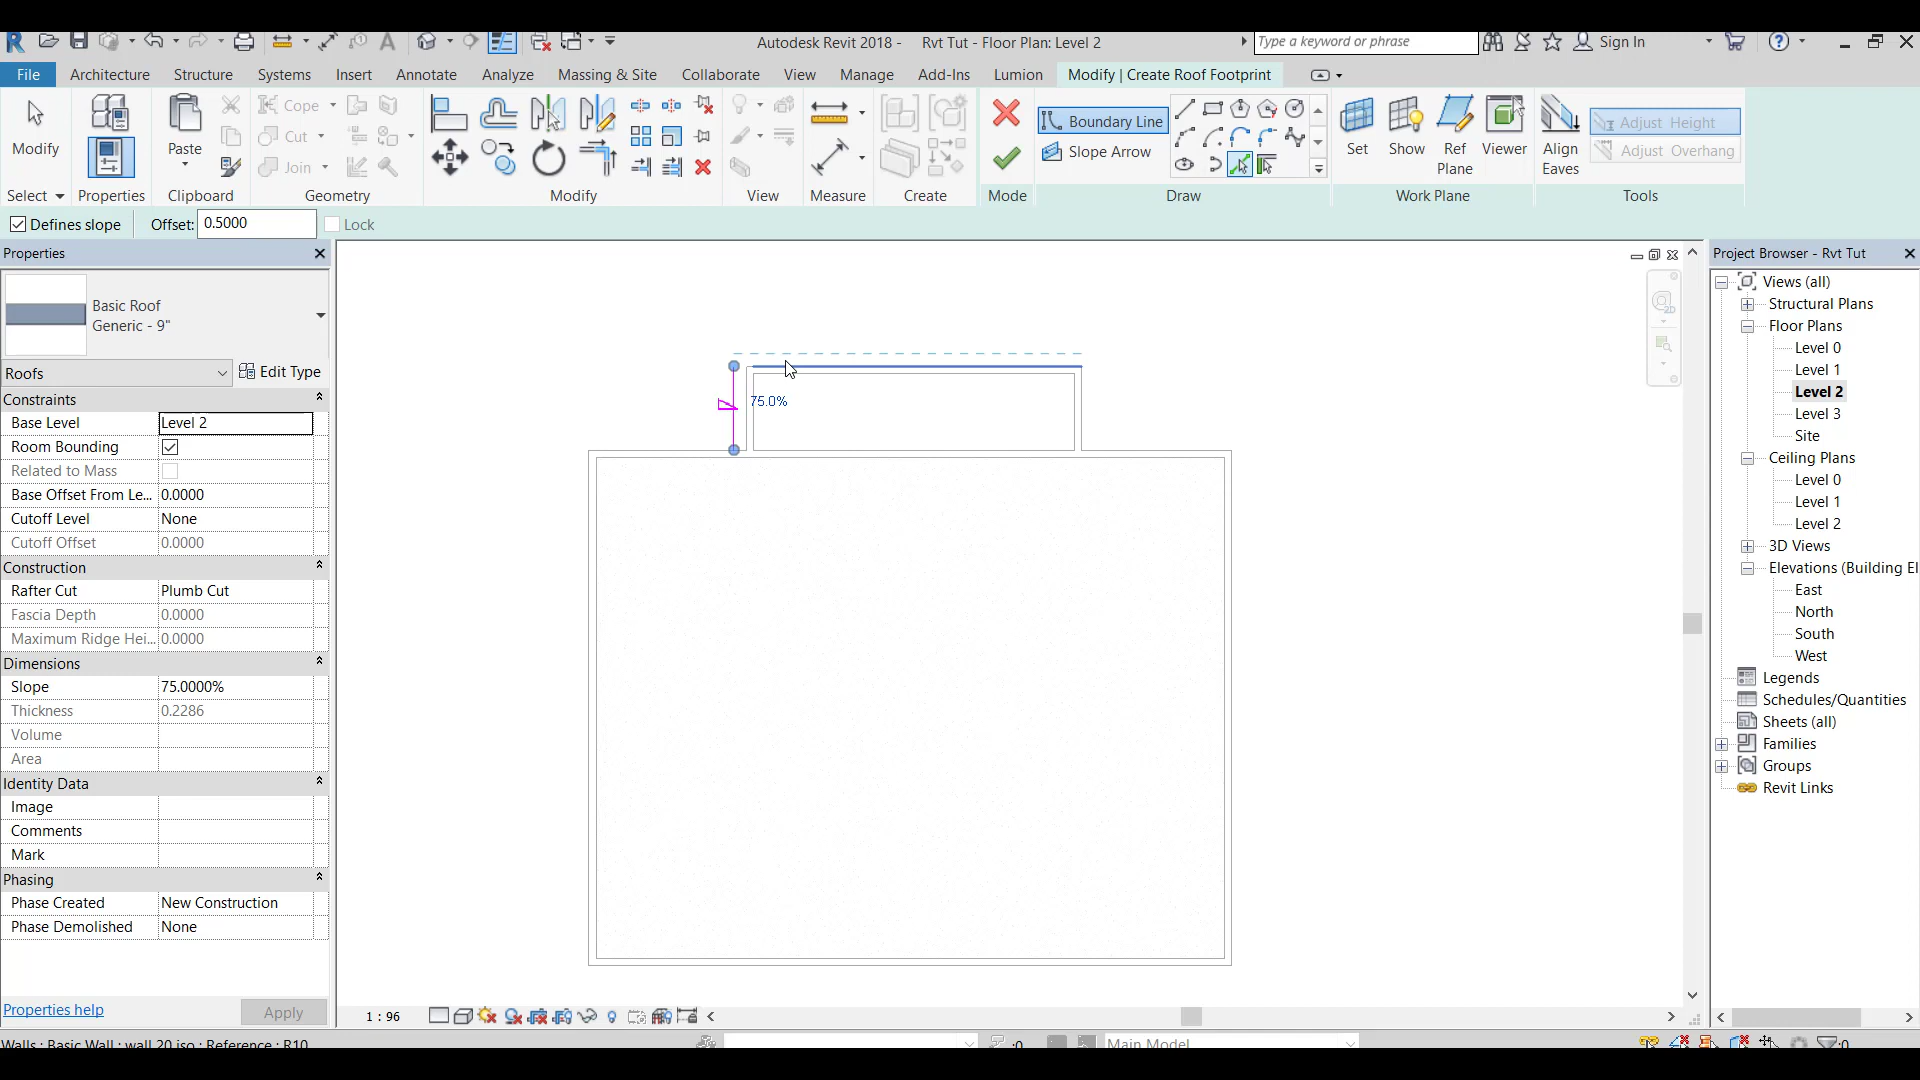 Autodesk Revit 2018 - Rvt Tut - Floor Plan: Level 2
Type a keyword or phrase
Sign In
File Architecture Structure Systems Insert Annotate Analyze Massing & Site Collaborate View Manage Add-Ins Lumion Modify | Create Roof Footprint
Modify
Paste
Cope
Cut
Join
Boundary Line
Slope Arrow
Set
Show
Ref
Plane
Viewer
Align
Eaves
Adjust Height
Adjust Overhang
Select Properties Clipboard Geometry Modify View Measure Create Mode Draw Work Plane Tools
Defines slope Offset: 0.5000 Lock
Properties
Basic Roof
Generic - 9"
Roofs Edit Type
Constraints
Base Level Level 2
Room Bounding
Related to Mass
Base Offset From Le... 0.0000
Cutoff Level None
Cutoff Offset 0.0000
Construction
Rafter Cut Plumb Cut
Fascia Depth 0.0000
Maximum Ridge Hei... 0.0000
Dimensions
Slope 75.0000%
Thickness 0.2286
Volume
Area
Identity Data
Image
Comments
Mark
Phasing
Phase Created New Construction
Phase Demolished None
Properties help Apply
75.0%
1 : 96
Project Browser - Rvt Tut
Views (all)
Structural Plans
Floor Plans
Level 0
Level 1
Level 2
Level 3
Site
Ceiling Plans
Level 0
Level 1
Level 2
3D Views
Elevations (Building El
East
North
South
West
Legends
Schedules/Quantities
Sheets (all)
Families
Groups
Revit Links
Walls : Basic Wall : wall 20 iso : Reference : R10
:0
Main Model
:0